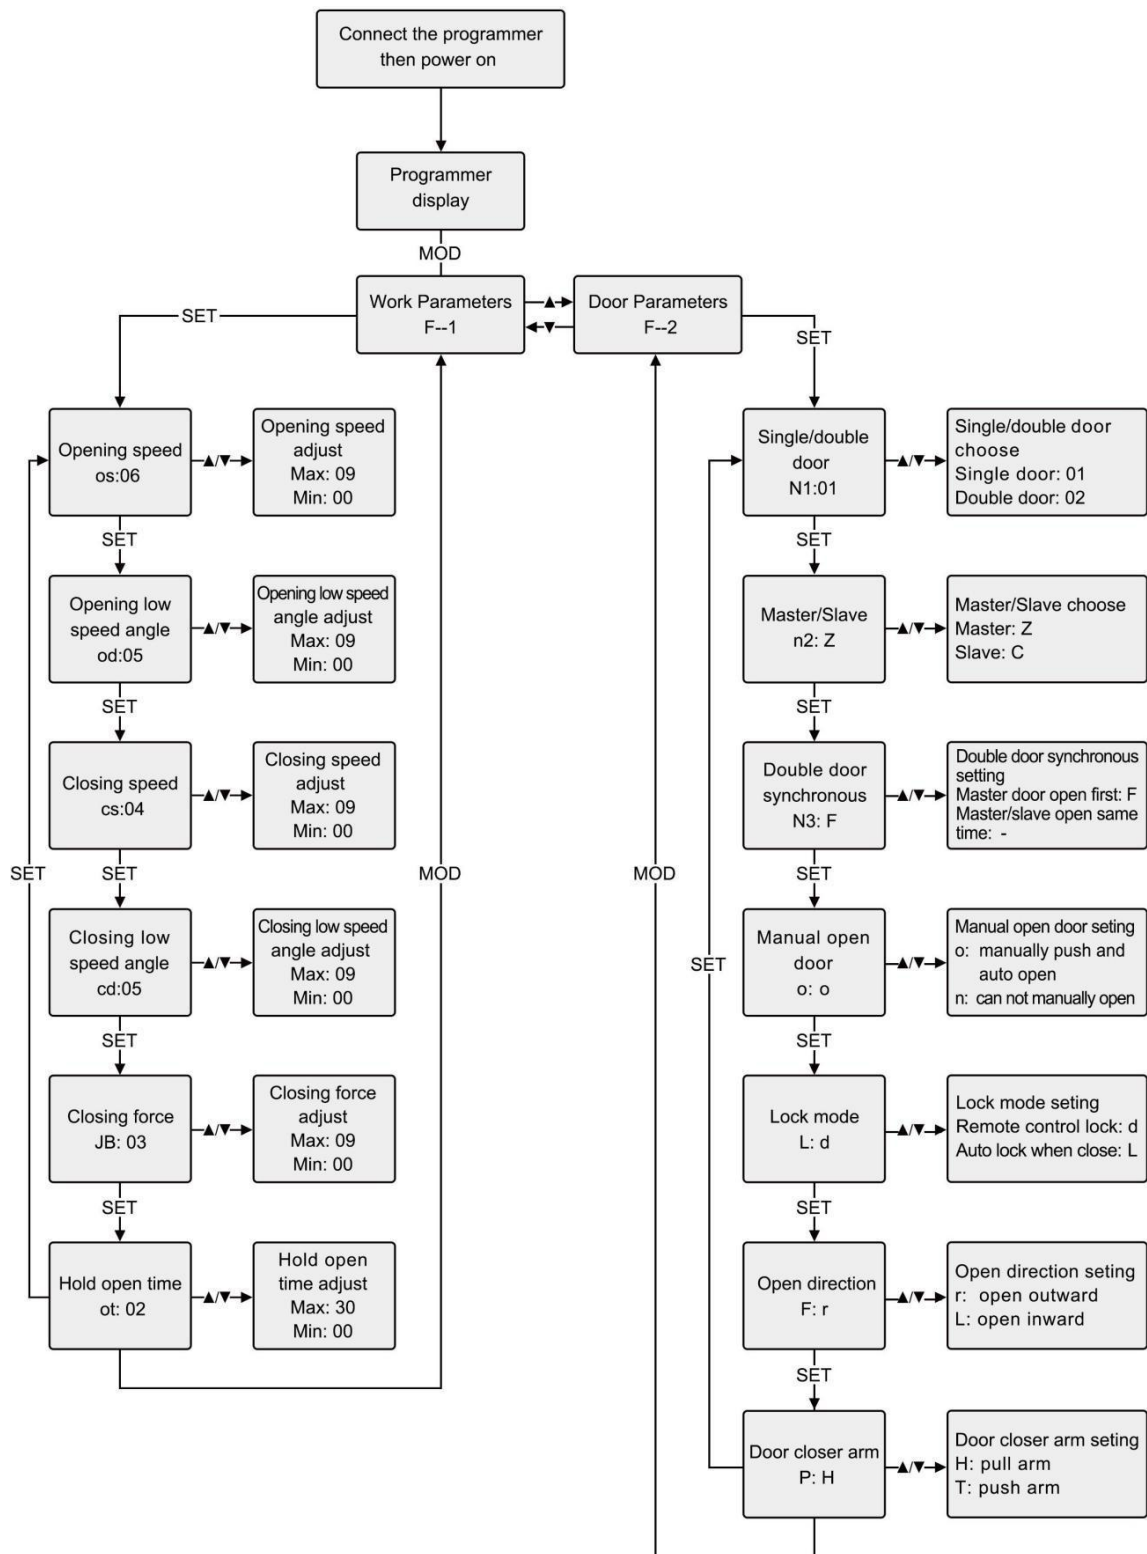 Connect the programmer
then power on
Programmer
display
MOD
Work Parameters
F--1
▲
▼
Door Parameters
F--2
SET
SET
Opening speed
os:06
▲/▼
Opening speed
adjust
Max: 09
Min: 00
SET
Opening low
speed angle
od:05
▲/▼
Opening low speed
angle adjust
Max: 09
Min: 00
SET
Closing speed
cs:04
▲/▼
Closing speed
adjust
Max: 09
Min: 00
SET
SET
MOD
Closing low
speed angle
cd:05
▲/▼
Closing low speed
angle adjust
Max: 09
Min: 00
SET
Closing force
JB: 03
▲/▼
Closing force
adjust
Max: 09
Min: 00
SET
Hold open time
ot: 02
▲/▼
Hold open
time adjust
Max: 30
Min: 00
Single/double
door
N1:01
▲/▼
Single/double door
choose
Single door: 01
Double door: 02
SET
Master/Slave
n2: Z
▲/▼
Master/Slave choose
Master: Z
Slave: C
SET
Double door
synchronous
N3: F
▲/▼
Double door synchronous
setting
Master door open first: F
Master/slave open same
time: -
MOD
SET
SET
Manual open
door
o: o
▲/▼
Manual open door seting
o: manually push and
auto open
n: can not manually open
SET
Lock mode
L: d
▲/▼
Lock mode seting
Remote control lock: d
Auto lock when close: L
SET
Open direction
F: r
▲/▼
Open direction seting
r: open outward
L: open inward
SET
Door closer arm
P: H
▲/▼
Door closer arm seting
H: pull arm
T: push arm